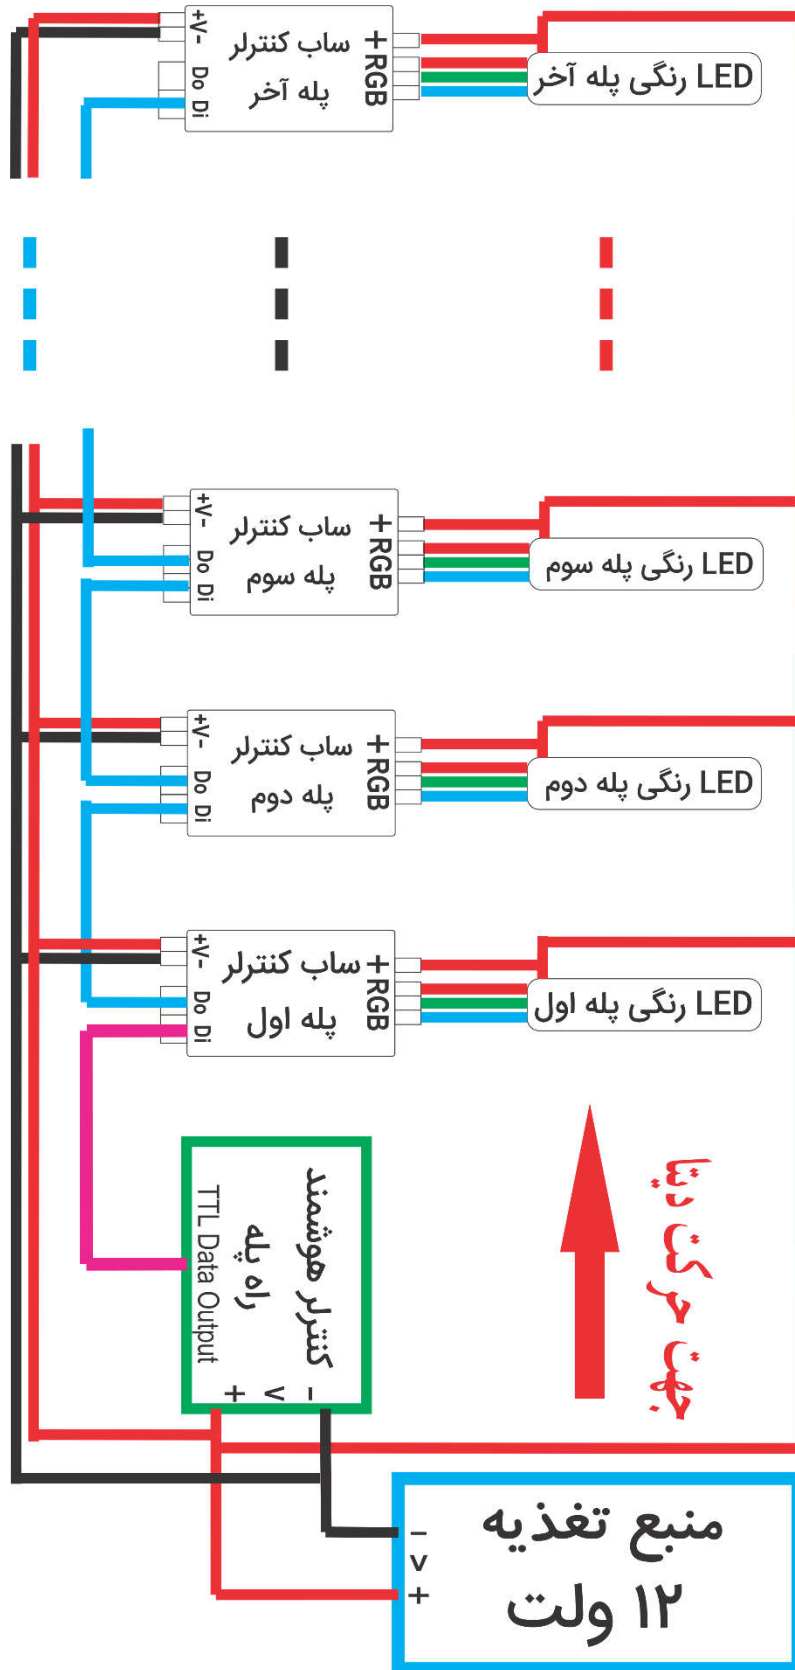 +V-
Do Di
ساب کنترلر
پله آخر
+RGB
LED رنگی پله آخر
+V-
Do Di
ساب کنترلر
پله سوم
+RGB
LED رنگی پله سوم
+V-
Do Di
ساب کنترلر
پله دوم
+RGB
LED رنگی پله دوم
+V-
Do Di
ساب کنترلر
پله اول
+RGB
LED رنگی پله اول
کنترلر هوشمند
راه پله
TTL Data Output
+ V -
جهت حرکت دیتا
منبع تغذیه
۱۲ ولت
- V +